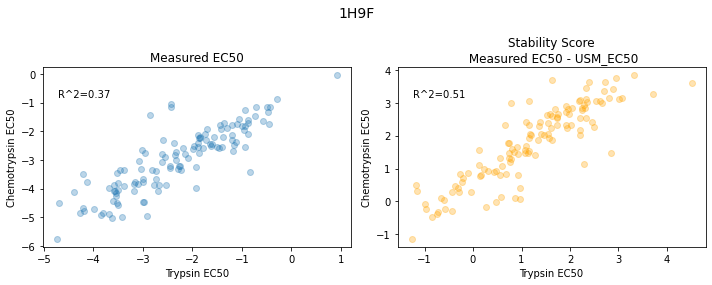 1H9F
Measured EC50
R^2=0.37
Chemotrypsin EC50
0
−1
−2
−3
−4
−5
−6
−5
−4
−3
−2
−1
0
1
Trypsin EC50
Stability Score
Measured EC50 - USM_EC50
R^2=0.51
Chemotrypsin EC50
4
3
2
1
0
−1
−1
0
1
2
3
4
Trypsin EC50